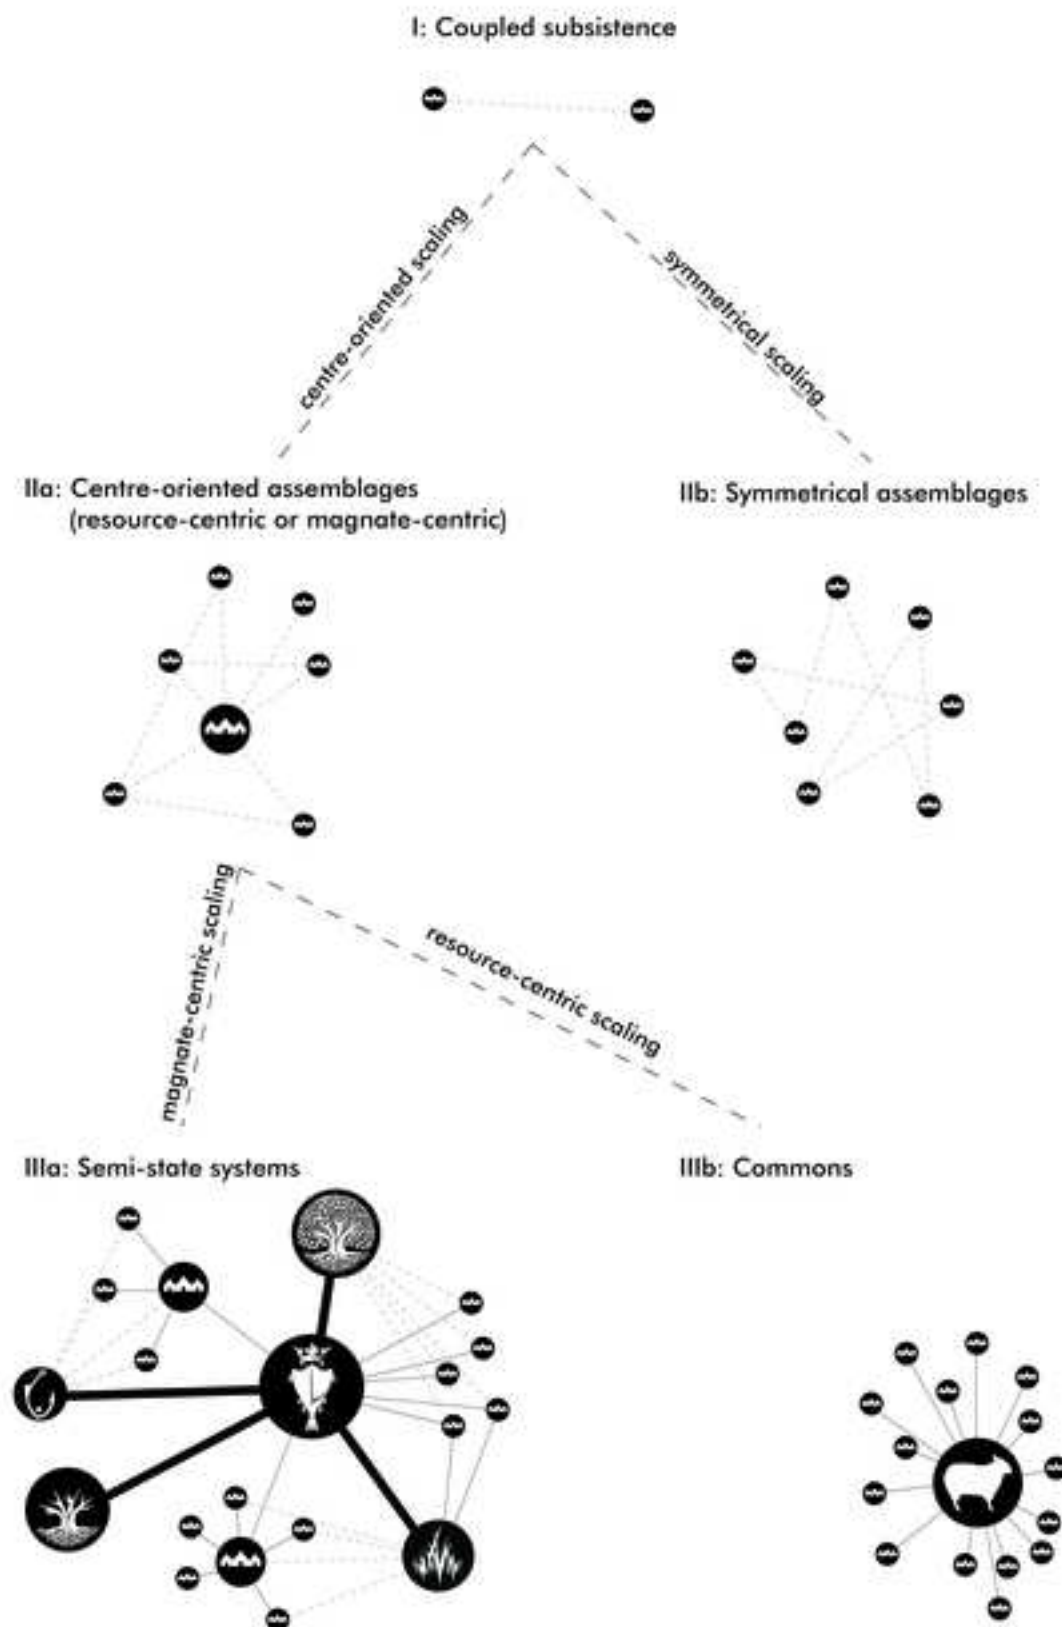 I: Coupled subsistence
centre-oriented scaling
symmetrical scaling
IIa: Centre-oriented assemblages
(resource-centric or magnate-centric)
IIb: Symmetrical assemblages
magnate-centric scaling
resource-centric scaling
IIIa: Semi-state systems
IIIb: Commons